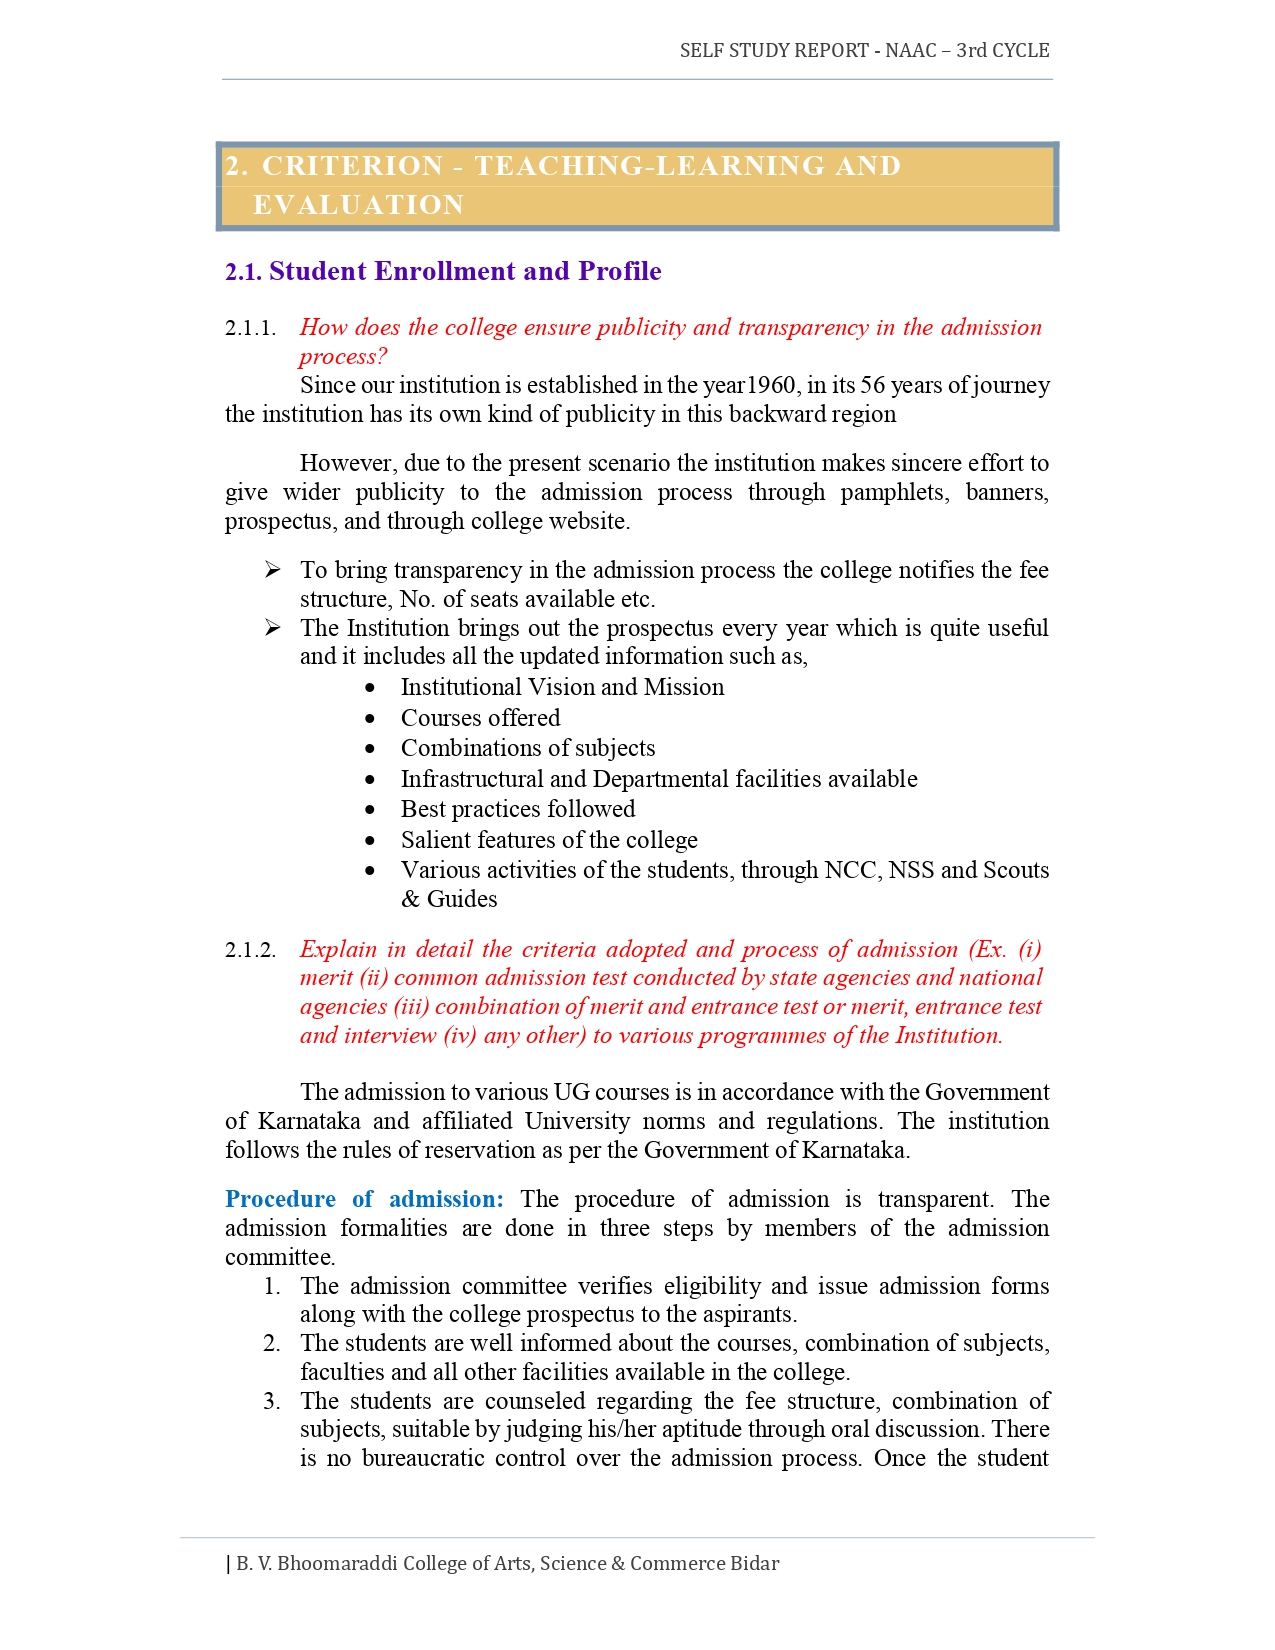 SELF STUDY REPORT - NAAC – 3rd CYCLE
2. CRITERION - TEACHING-LEARNING AND
EVALUATION
2.1. Student Enrollment and Profile
2.1.1. How does the college ensure publicity and transparency in the admission
process?
Since our institution is established in the year1960, in its 56 years of journey
the institution has its own kind of publicity in this backward region
However, due to the present scenario the institution makes sincere effort to
give wider publicity to the admission process through pamphlets, banners,
prospectus, and through college website.
➢ To bring transparency in the admission process the college notifies the fee
structure, No. of seats available etc.
➢ The Institution brings out the prospectus every year which is quite useful
and it includes all the updated information such as,
• Institutional Vision and Mission
• Courses offered
• Combinations of subjects
• Infrastructural and Departmental facilities available
• Best practices followed
• Salient features of the college
• Various activities of the students, through NCC, NSS and Scouts
& Guides
2.1.2. Explain in detail the criteria adopted and process of admission (Ex. (i)
merit (ii) common admission test conducted by state agencies and national
agencies (iii) combination of merit and entrance test or merit, entrance test
and interview (iv) any other) to various programmes of the Institution.
The admission to various UG courses is in accordance with the Government
of Karnataka and affiliated University norms and regulations. The institution
follows the rules of reservation as per the Government of Karnataka.
Procedure of admission: The procedure of admission is transparent. The
admission formalities are done in three steps by members of the admission
committee.
1. The admission committee verifies eligibility and issue admission forms
along with the college prospectus to the aspirants.
2. The students are well informed about the courses, combination of subjects,
faculties and all other facilities available in the college.
3. The students are counseled regarding the fee structure, combination of
subjects, suitable by judging his/her aptitude through oral discussion. There
is no bureaucratic control over the admission process. Once the student
| B. V. Bhoomaraddi College of Arts, Science & Commerce Bidar